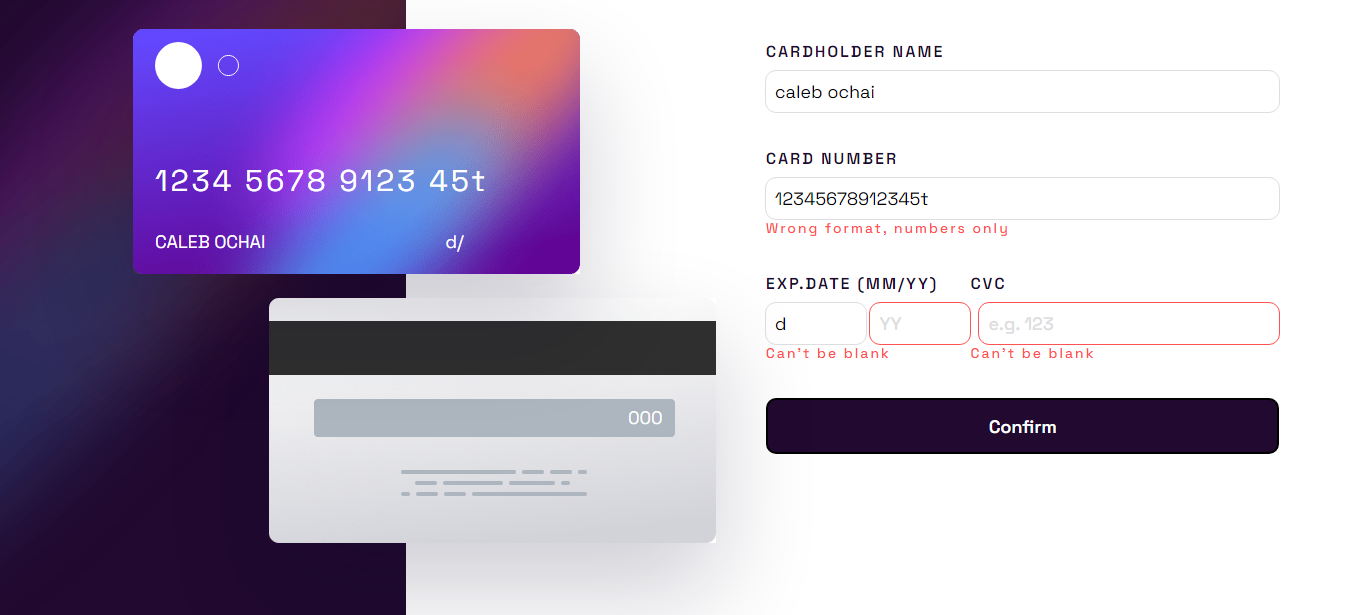 1234 5678 9123 45t
CALEB OCHAI d/
000
CARDHOLDER NAME
caleb ochai
CARD NUMBER
12345678912345t
Wrong format, numbers only
EXP.DATE (MM/YY) CVC
d YY e.g. 123
Can't be blank Can't be blank
Confirm